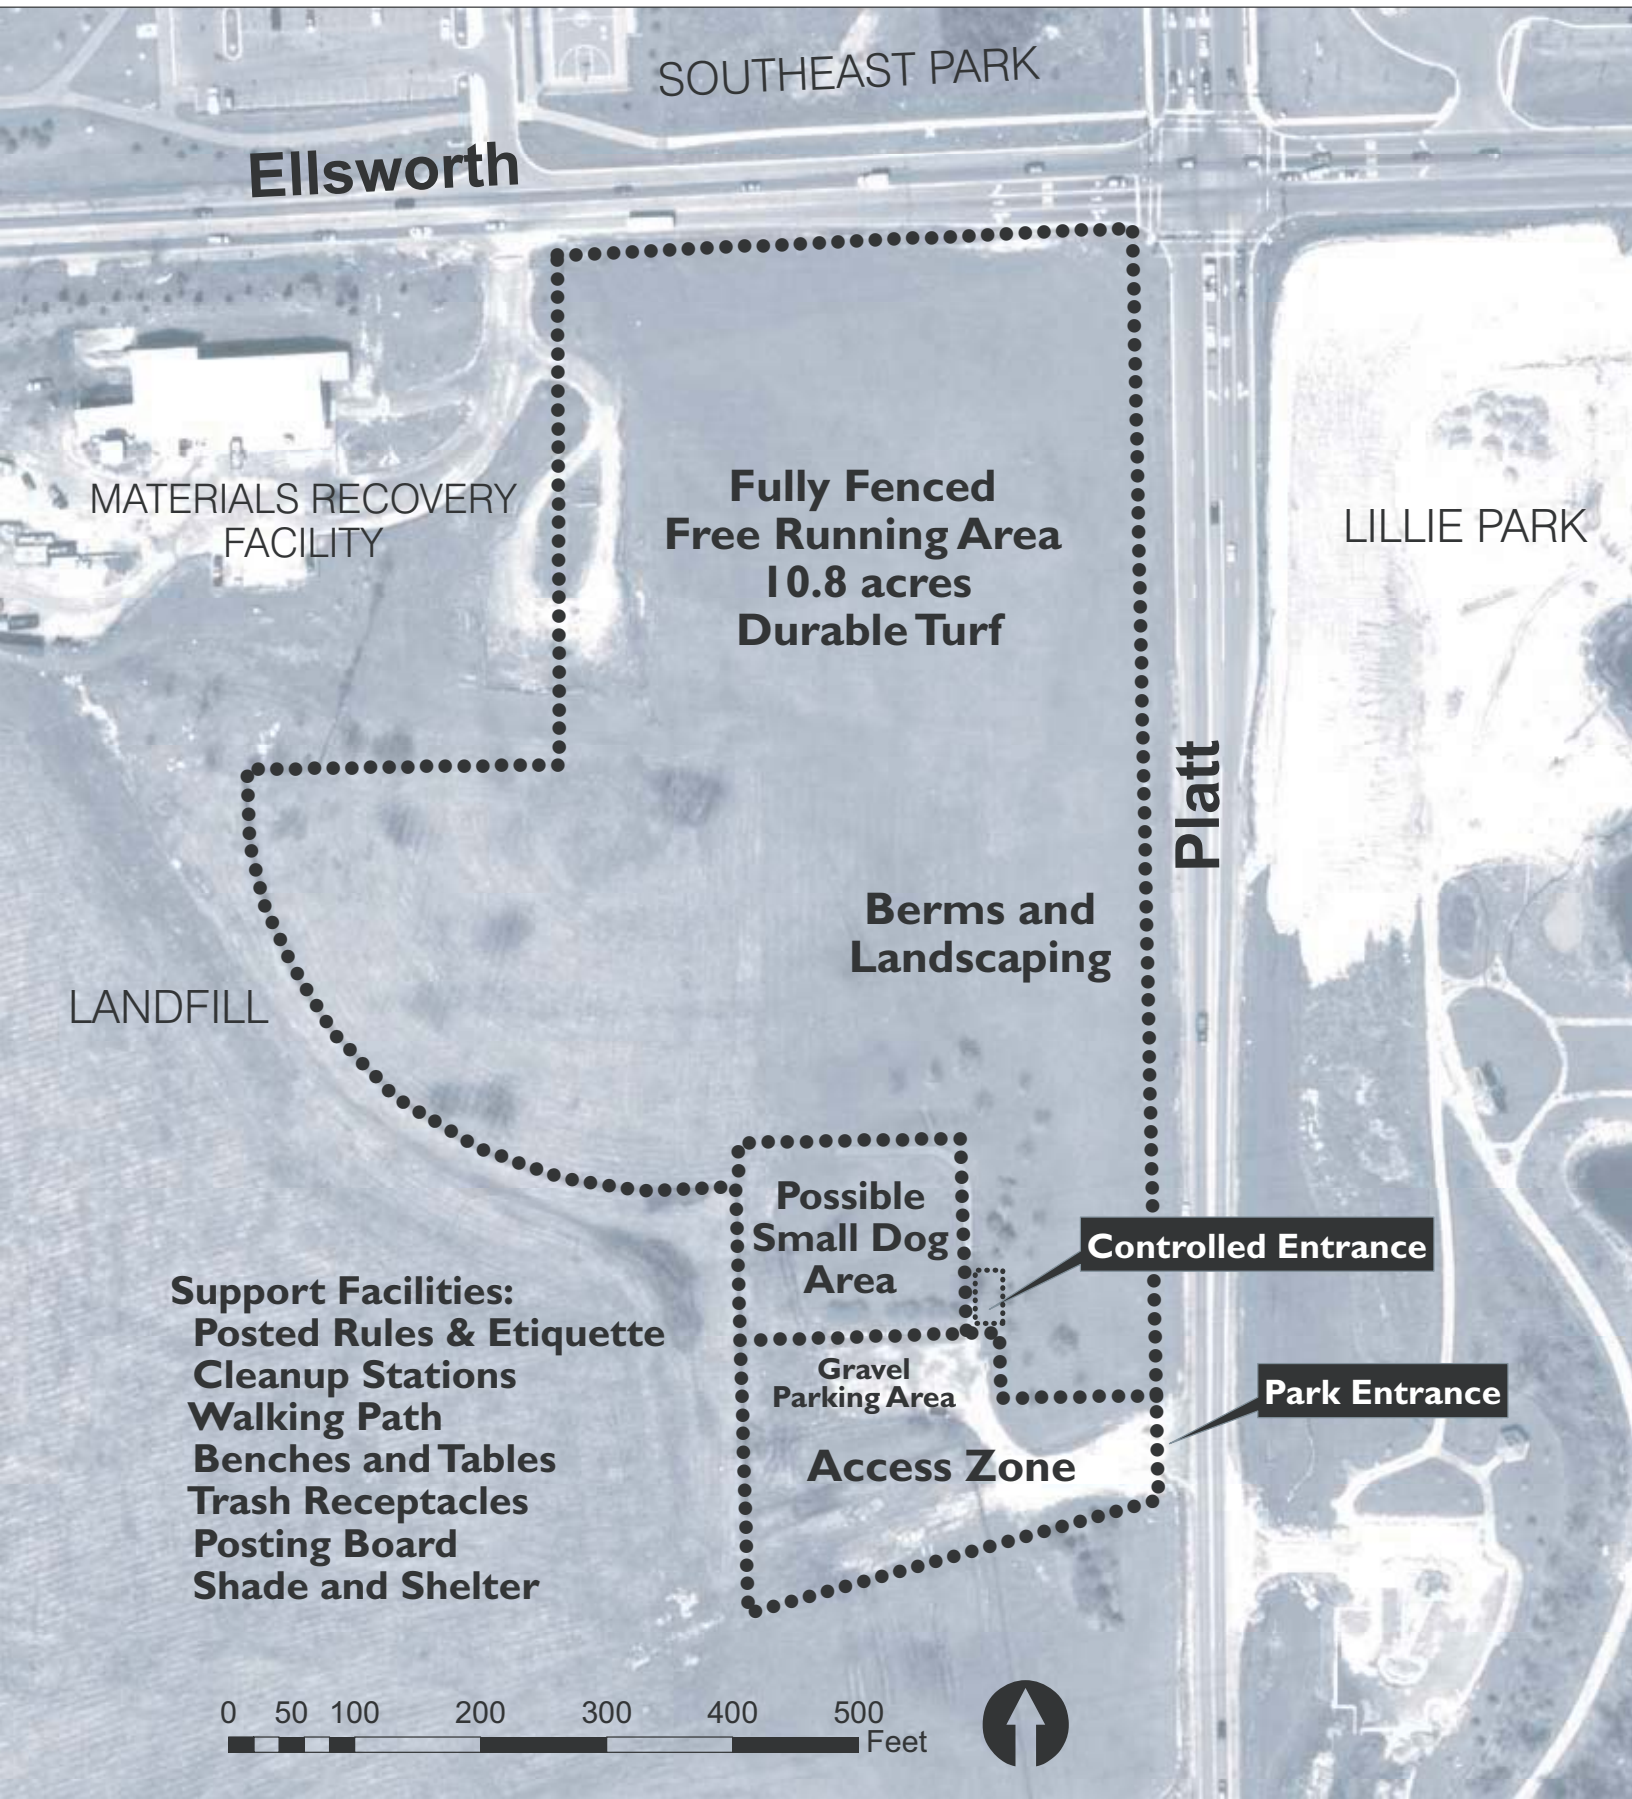 SOUTHEAST PARK
Ellsworth
MATERIALS RECOVERY
FACILITY
Fully Fenced
Free Running Area
10.8 acres
Durable Turf
LILLIE PARK
Platt
Berms and
Landscaping
LANDFILL
Possible
Small Dog
Area
Controlled Entrance
Support Facilities:
Posted Rules & Etiquette
Cleanup Stations
Walking Path
Benches and Tables
Trash Receptacles
Posting Board
Shade and Shelter
Gravel
Parking Area
Park Entrance
Access Zone
0 50 100 200 300 400 500
Feet